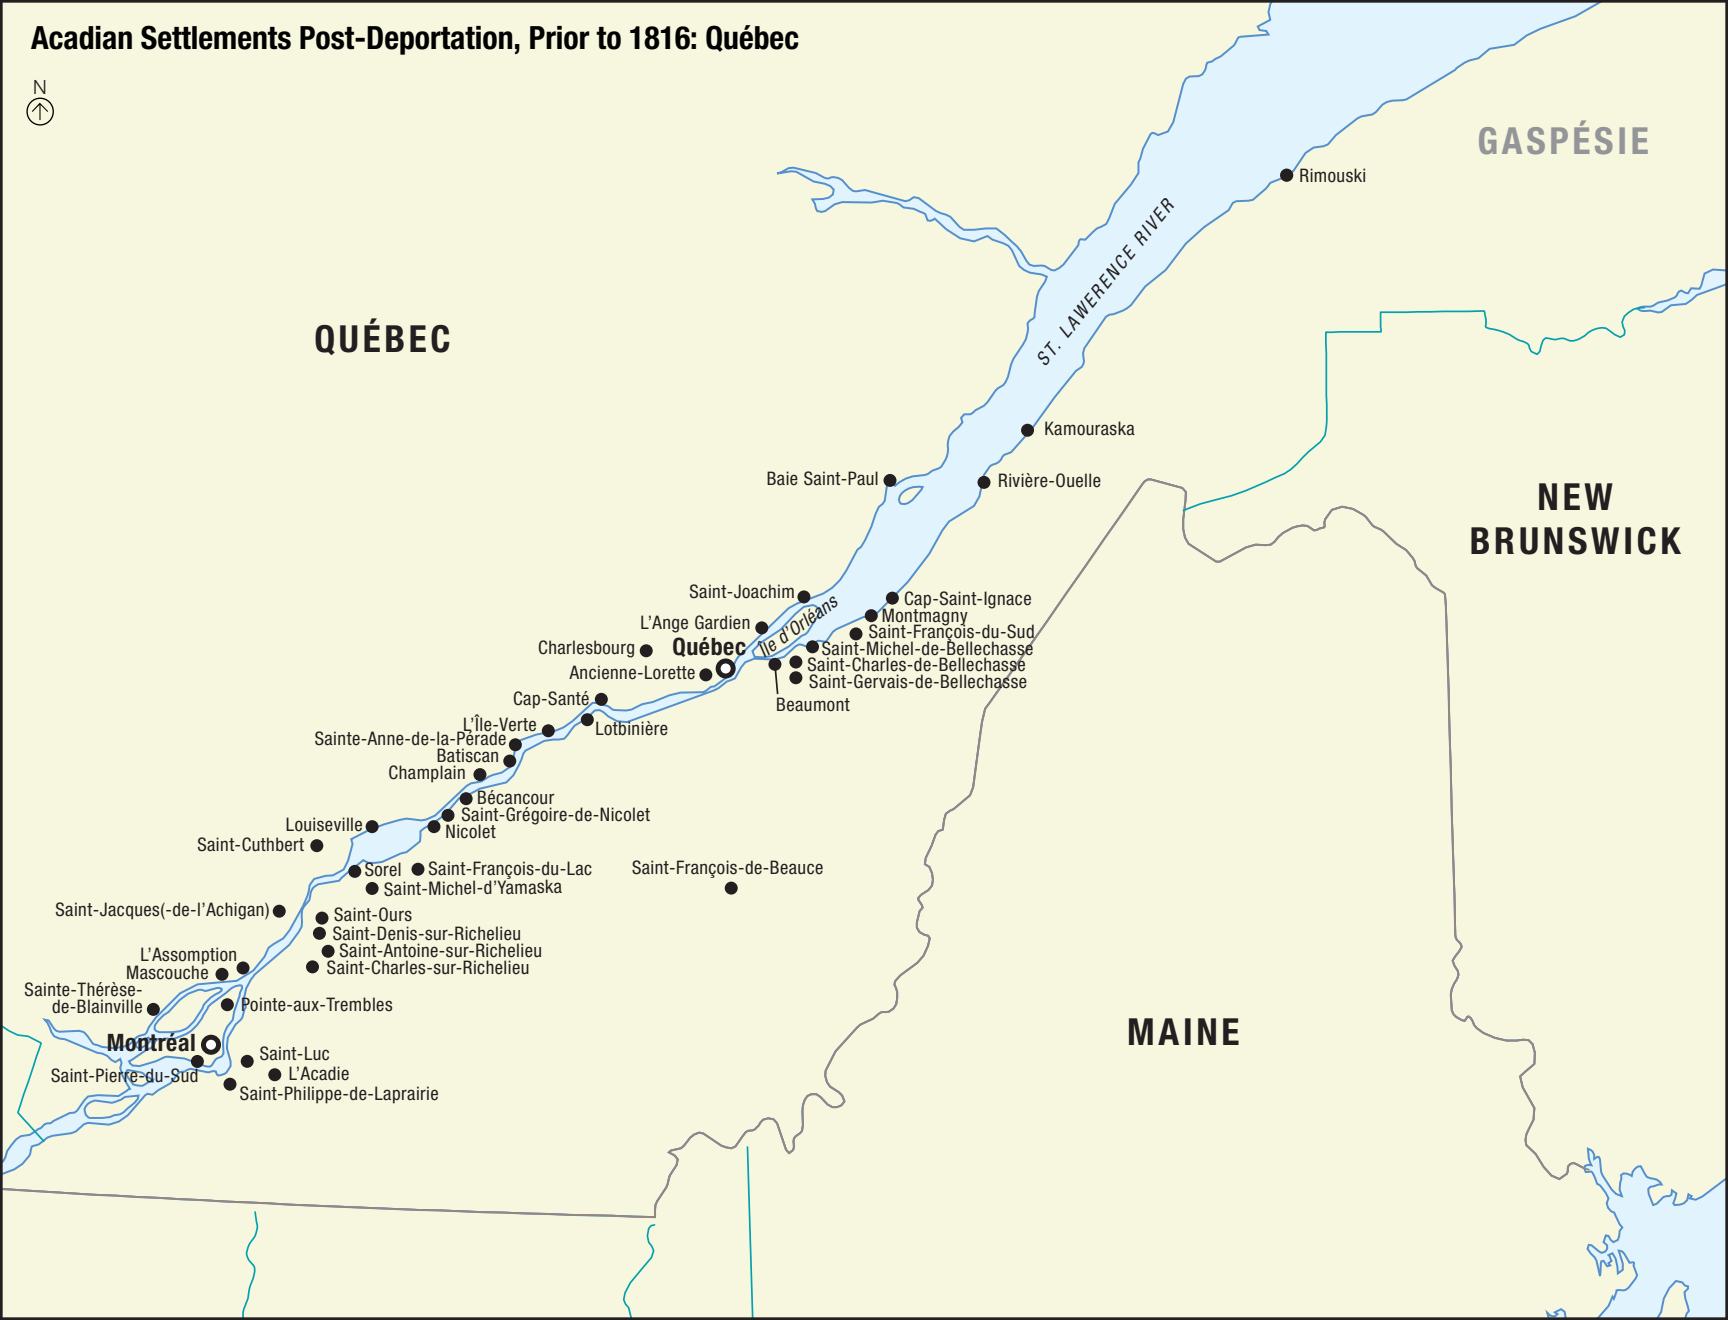 Acadian Settlements Post-Deportation, Prior to 1816: Québec
N
GASPÉSIE
Rimouski
ST. LAWERENCE RIVER
QUÉBEC
Kamouraska
Baie Saint-Paul
Rivière-Ouelle
NEW
BRUNSWICK
Saint-Joachim
Île d'Orléans
Cap-Saint-Ignace
Montmagny
L'Ange Gardien
Saint-François-du-Sud
Charlesbourg
Québec
Saint-Michel-de-Bellechasse
Saint-Charles-de-Bellechasse
Ancienne-Lorette
Saint-Gervais-de-Bellechasse
Beaumont
Cap-Santé
L'Île-Verte
Lotbinière
Sainte-Anne-de-la-Pérade
Batiscan
Champlain
Bécancour
Saint-Grégoire-de-Nicolet
Louiseville
Nicolet
Saint-Cuthbert
Sorel
Saint-François-du-Lac
Saint-François-de-Beauce
Saint-Michel-d'Yamaska
Saint-Jacques(-de-l'Achigan)
Saint-Ours
Saint-Denis-sur-Richelieu
Saint-Antoine-sur-Richelieu
L'Assomption
Saint-Charles-sur-Richelieu
Mascouche
Sainte-Thérèse-
de-Blainville
Pointe-aux-Trembles
MAINE
Montréal
Saint-Luc
Saint-Pierre-du-Sud
L'Acadie
Saint-Philippe-de-Laprairie